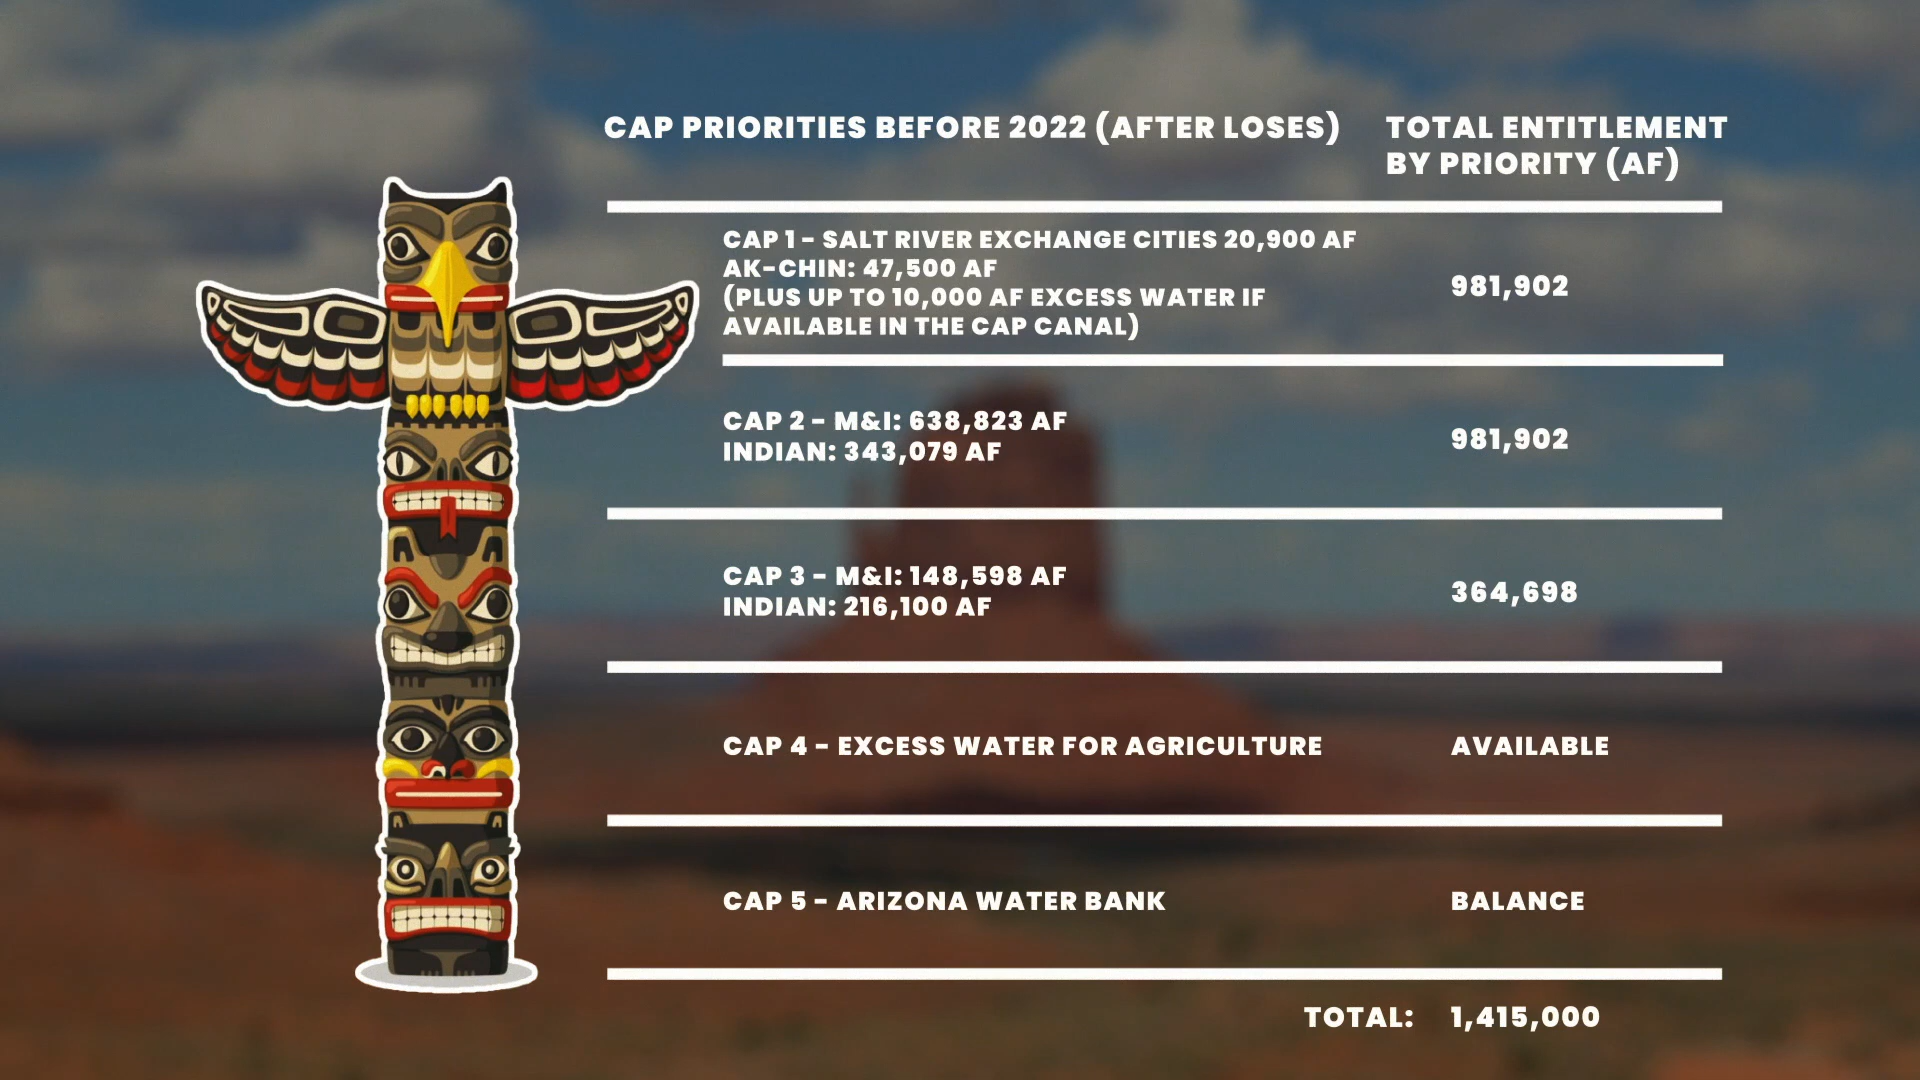 CAP PRIORITIES BEFORE 2022 (AFTER LOSES)
TOTAL ENTITLEMENT
BY PRIORITY (AF)
CAP 1 - SALT RIVER EXCHANGE CITIES 20,900 AF
AK-CHIN: 47,500 AF
(PLUS UP TO 10,000 AF EXCESS WATER IF
AVAILABLE IN THE CAP CANAL)
981,902
CAP 2 - M&I: 638,823 AF
INDIAN: 343,079 AF
981,902
CAP 3 - M&I: 148,598 AF
INDIAN: 216,100 AF
364,698
CAP 4 - EXCESS WATER FOR AGRICULTURE
AVAILABLE
CAP 5 - ARIZONA WATER BANK
BALANCE
TOTAL: 1,415,000